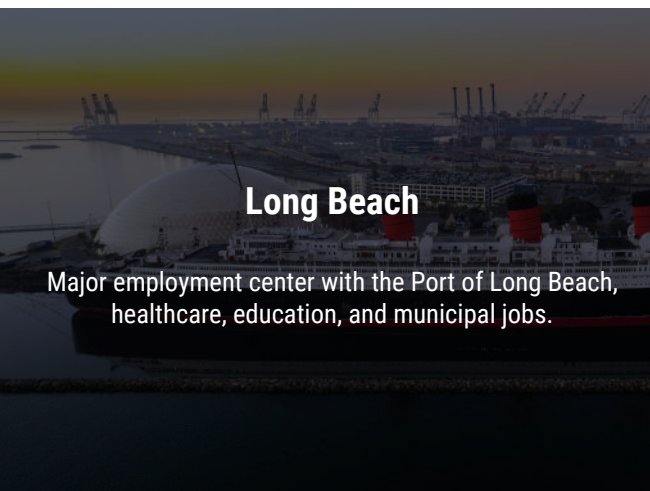 Long Beach
Major employment center with the Port of Long Beach,
healthcare, education, and municipal jobs.